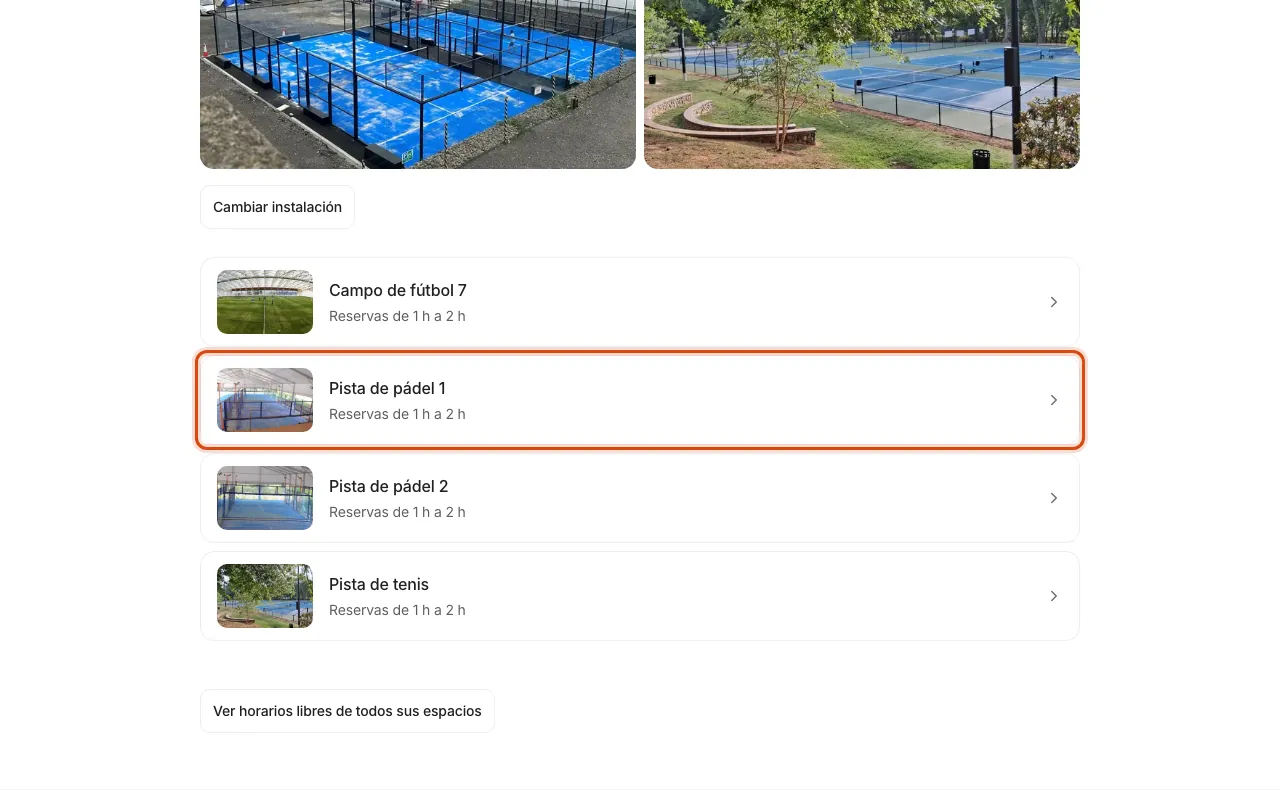 Cambiar instalación
Campo de fútbol 7
Reservas de 1 h a 2 h
Pista de pádel 1
Reservas de 1 h a 2 h
Pista de pádel 2
Reservas de 1 h a 2 h
Pista de tenis
Reservas de 1 h a 2 h
Ver horarios libres de todos sus espacios